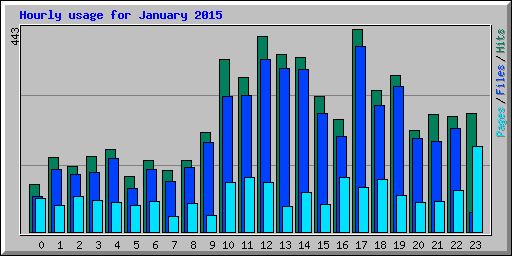 Hourly usage for January 2015
443
Pages/Files/Hits
0 1 2 3 4 5 6 7 8 9 10 11 12 13 14 15 16 17 18 19 20 21 22 23